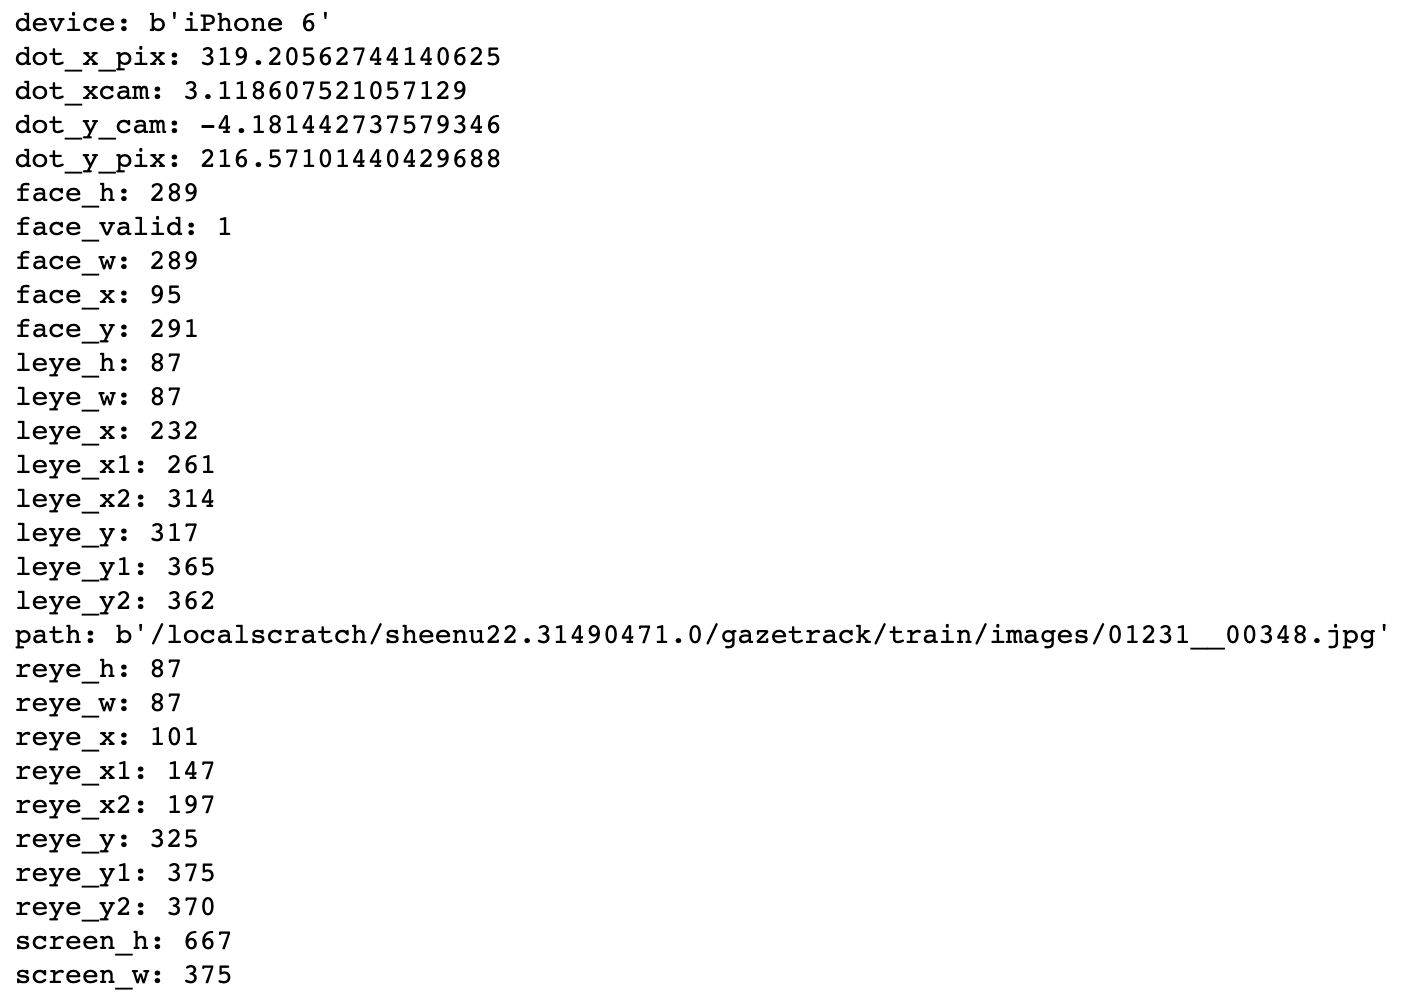 device: b'iPhone 6'
dot_x_pix: 319.20562744140625
dot_xcam: 3.118607521057129
dot_y_cam: -4.181442737579346
dot_y_pix: 216.57101440429688
face_h: 289
face_valid: 1
face_w: 289
face_x: 95
face_y: 291
leye_h: 87
leye_w: 87
leye_x: 232
leye_x1: 261
leye_x2: 314
leye_y: 317
leye_y1: 365
leye_y2: 362
path: b'/localscratch/sheenu22.31490471.0/gazetrack/train/images/01231__00348.jpg'
reye_h: 87
reye_w: 87
reye_x: 101
reye_x1: 147
reye_x2: 197
reye_y: 325
reye_y1: 375
reye_y2: 370
screen_h: 667
screen_w: 375